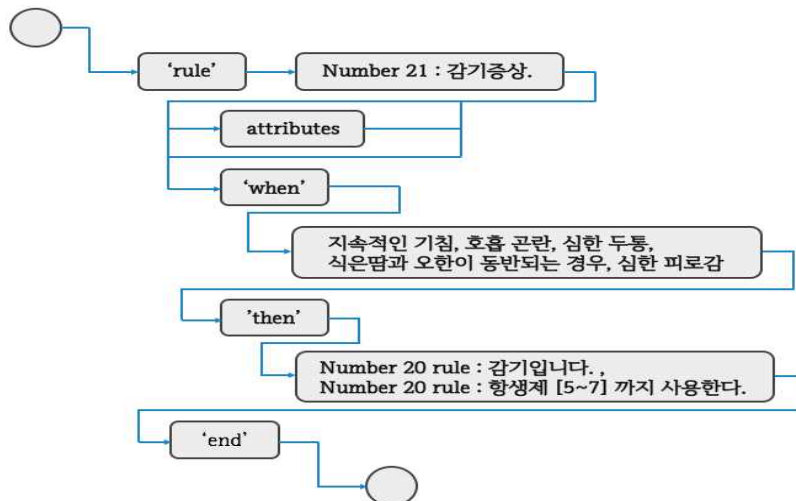 ‘rule’
Number 21 : 감기증상.
attributes
‘when’
지속적인 기침, 호흡 곤란, 심한 두통,
식은땀과 오한이 동반되는 경우, 심한 피로감
’then’
Number 20 rule : 감기입니다. ,
Number 20 rule : 항생제 [5~7] 까지 사용한다.
‘end’